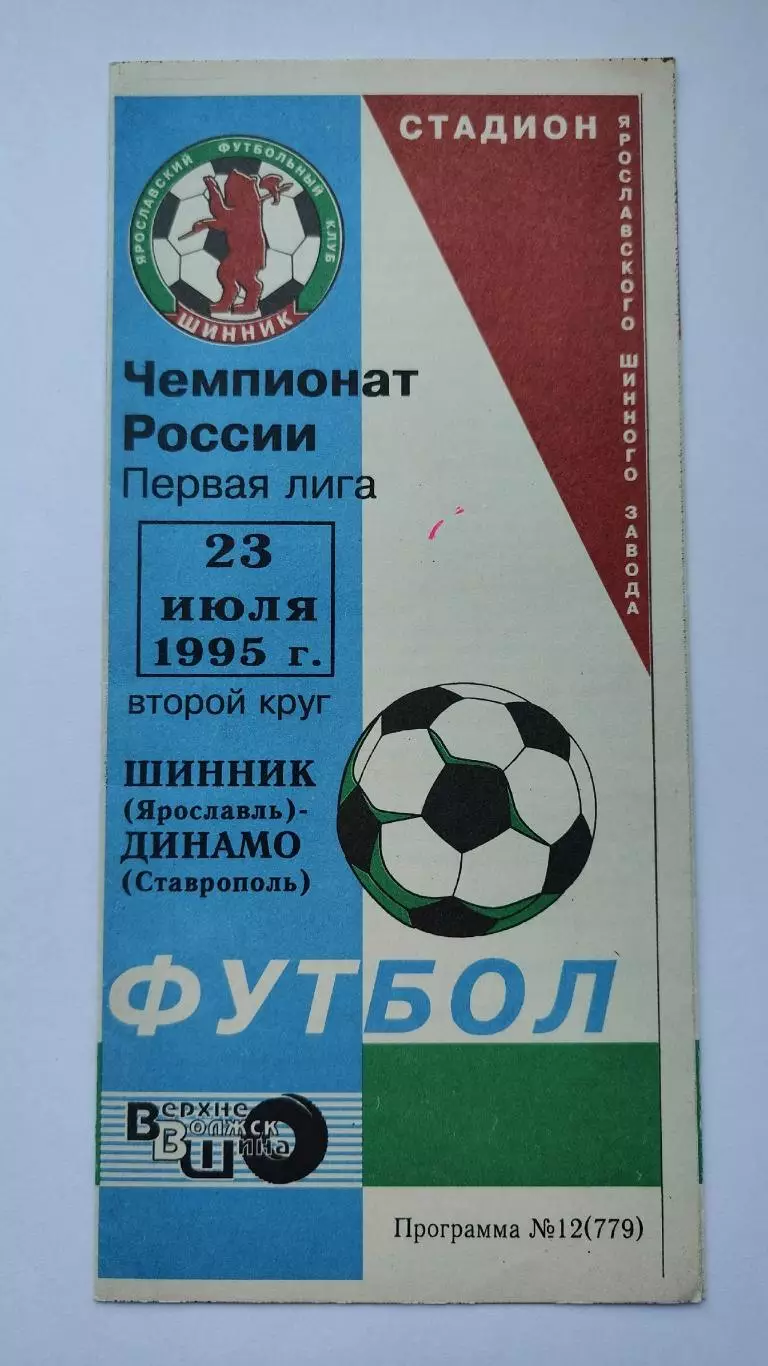 СТАДИОН
ЯРОСЛАВСКОГО ШИННОГО ЗАВОДА
ЯРОСЛАВСКИЙ ФУТБОЛЬНЫЙ КЛУБ
ШИННИК
Чемпионат
России
Первая лига
23
ИЮЛЯ
1995 г.
второй круг
ШИННИК
(Ярославль)-
ДИНАМО
(Ставрополь)
ФУТБОЛ
Верхне
Волжск
Шина
Программа №12(779)